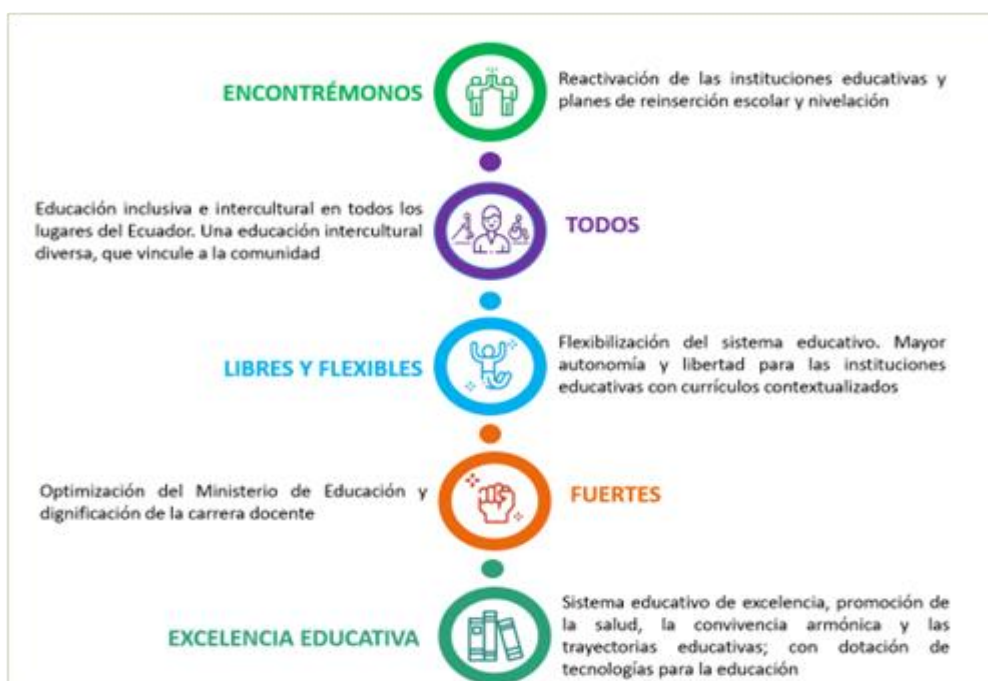 ENCONTRÉMONOS
Reactivación de las instituciones educativas y
planes de reinserción escolar y nivelación
Educación inclusiva e intercultural en todos los
lugares del Ecuador. Una educación intercultural
diversa, que vincule a la comunidad
TODOS
LIBRES Y FLEXIBLES
Flexibilización del sistema educativo. Mayor
autonomía y libertad para las instituciones
educativas con currículos contextualizados
Optimización del Ministerio de Educación y
dignificación de la carrera docente
FUERTES
EXCELENCIA EDUCATIVA
Sistema educativo de excelencia, promoción de
la salud, la convivencia armónica y las
trayectorias educativas; con dotación de
tecnologías para la educación